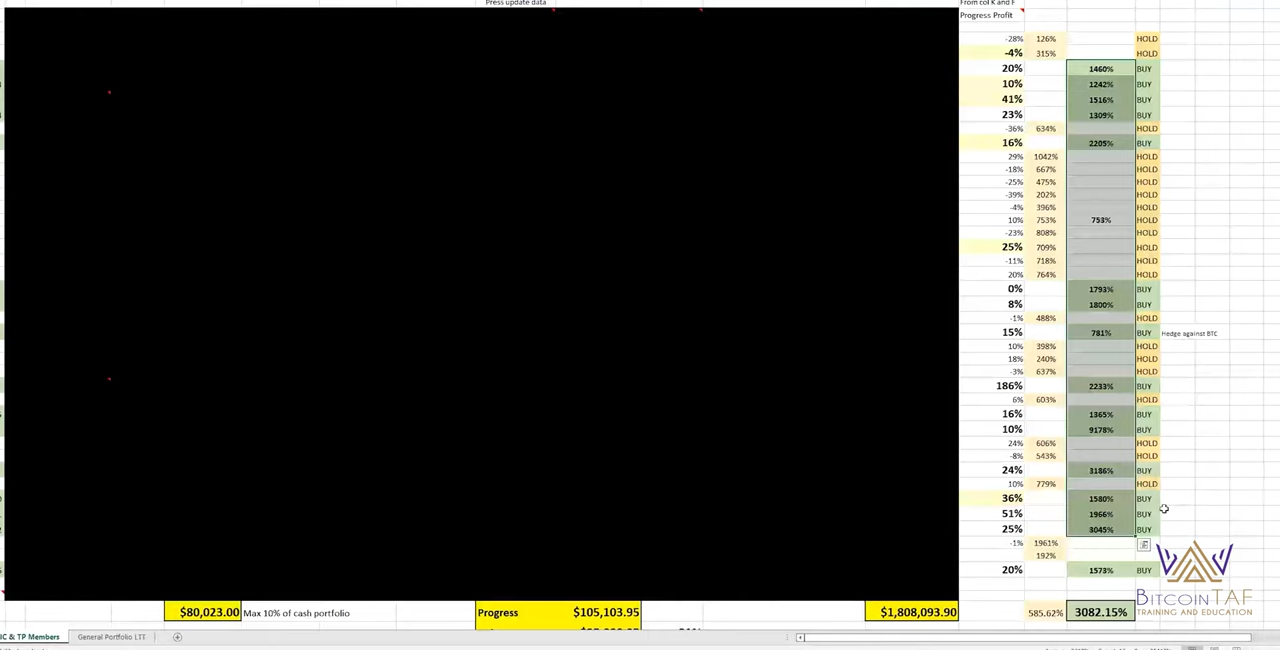 Press update data
From col K and F
Progress Profit
-28% 126% HOLD
-4% 315% HOLD
20% 1460% BUY
10% 1242% BUY
41% 1516% BUY
23% 1309% BUY
-36% 634% HOLD
16% 2205% BUY
29% 1042% HOLD
-18% 667% HOLD
-25% 475% HOLD
-39% 202% HOLD
-4% 396% HOLD
10% 753% 753% HOLD
-23% 808% HOLD
25% 709% HOLD
-11% 718% HOLD
20% 764% HOLD
0% 1793% BUY
8% 1800% BUY
-1% 488% HOLD
15% 781% BUY Hedge against BTC
10% 398% HOLD
18% 240% HOLD
-3% 637% HOLD
186% 2233% BUY
6% 603% HOLD
16% 1365% BUY
10% 9178% BUY
24% 606% HOLD
-8% 543% HOLD
24% 3186% BUY
10% 779% HOLD
36% 1580% BUY
51% 1966% BUY
25% 8045% BUY
-1% 1961%
192%
20% 1573% BUY
BITCOINTAF
TRAINING AND EDUCATION
$80,023.00 Max 10% of cash portfolio Progress $105,103.95 $1,808,093.90 585.62% 3082.15%
IC & TP Members General Portfolio LTT